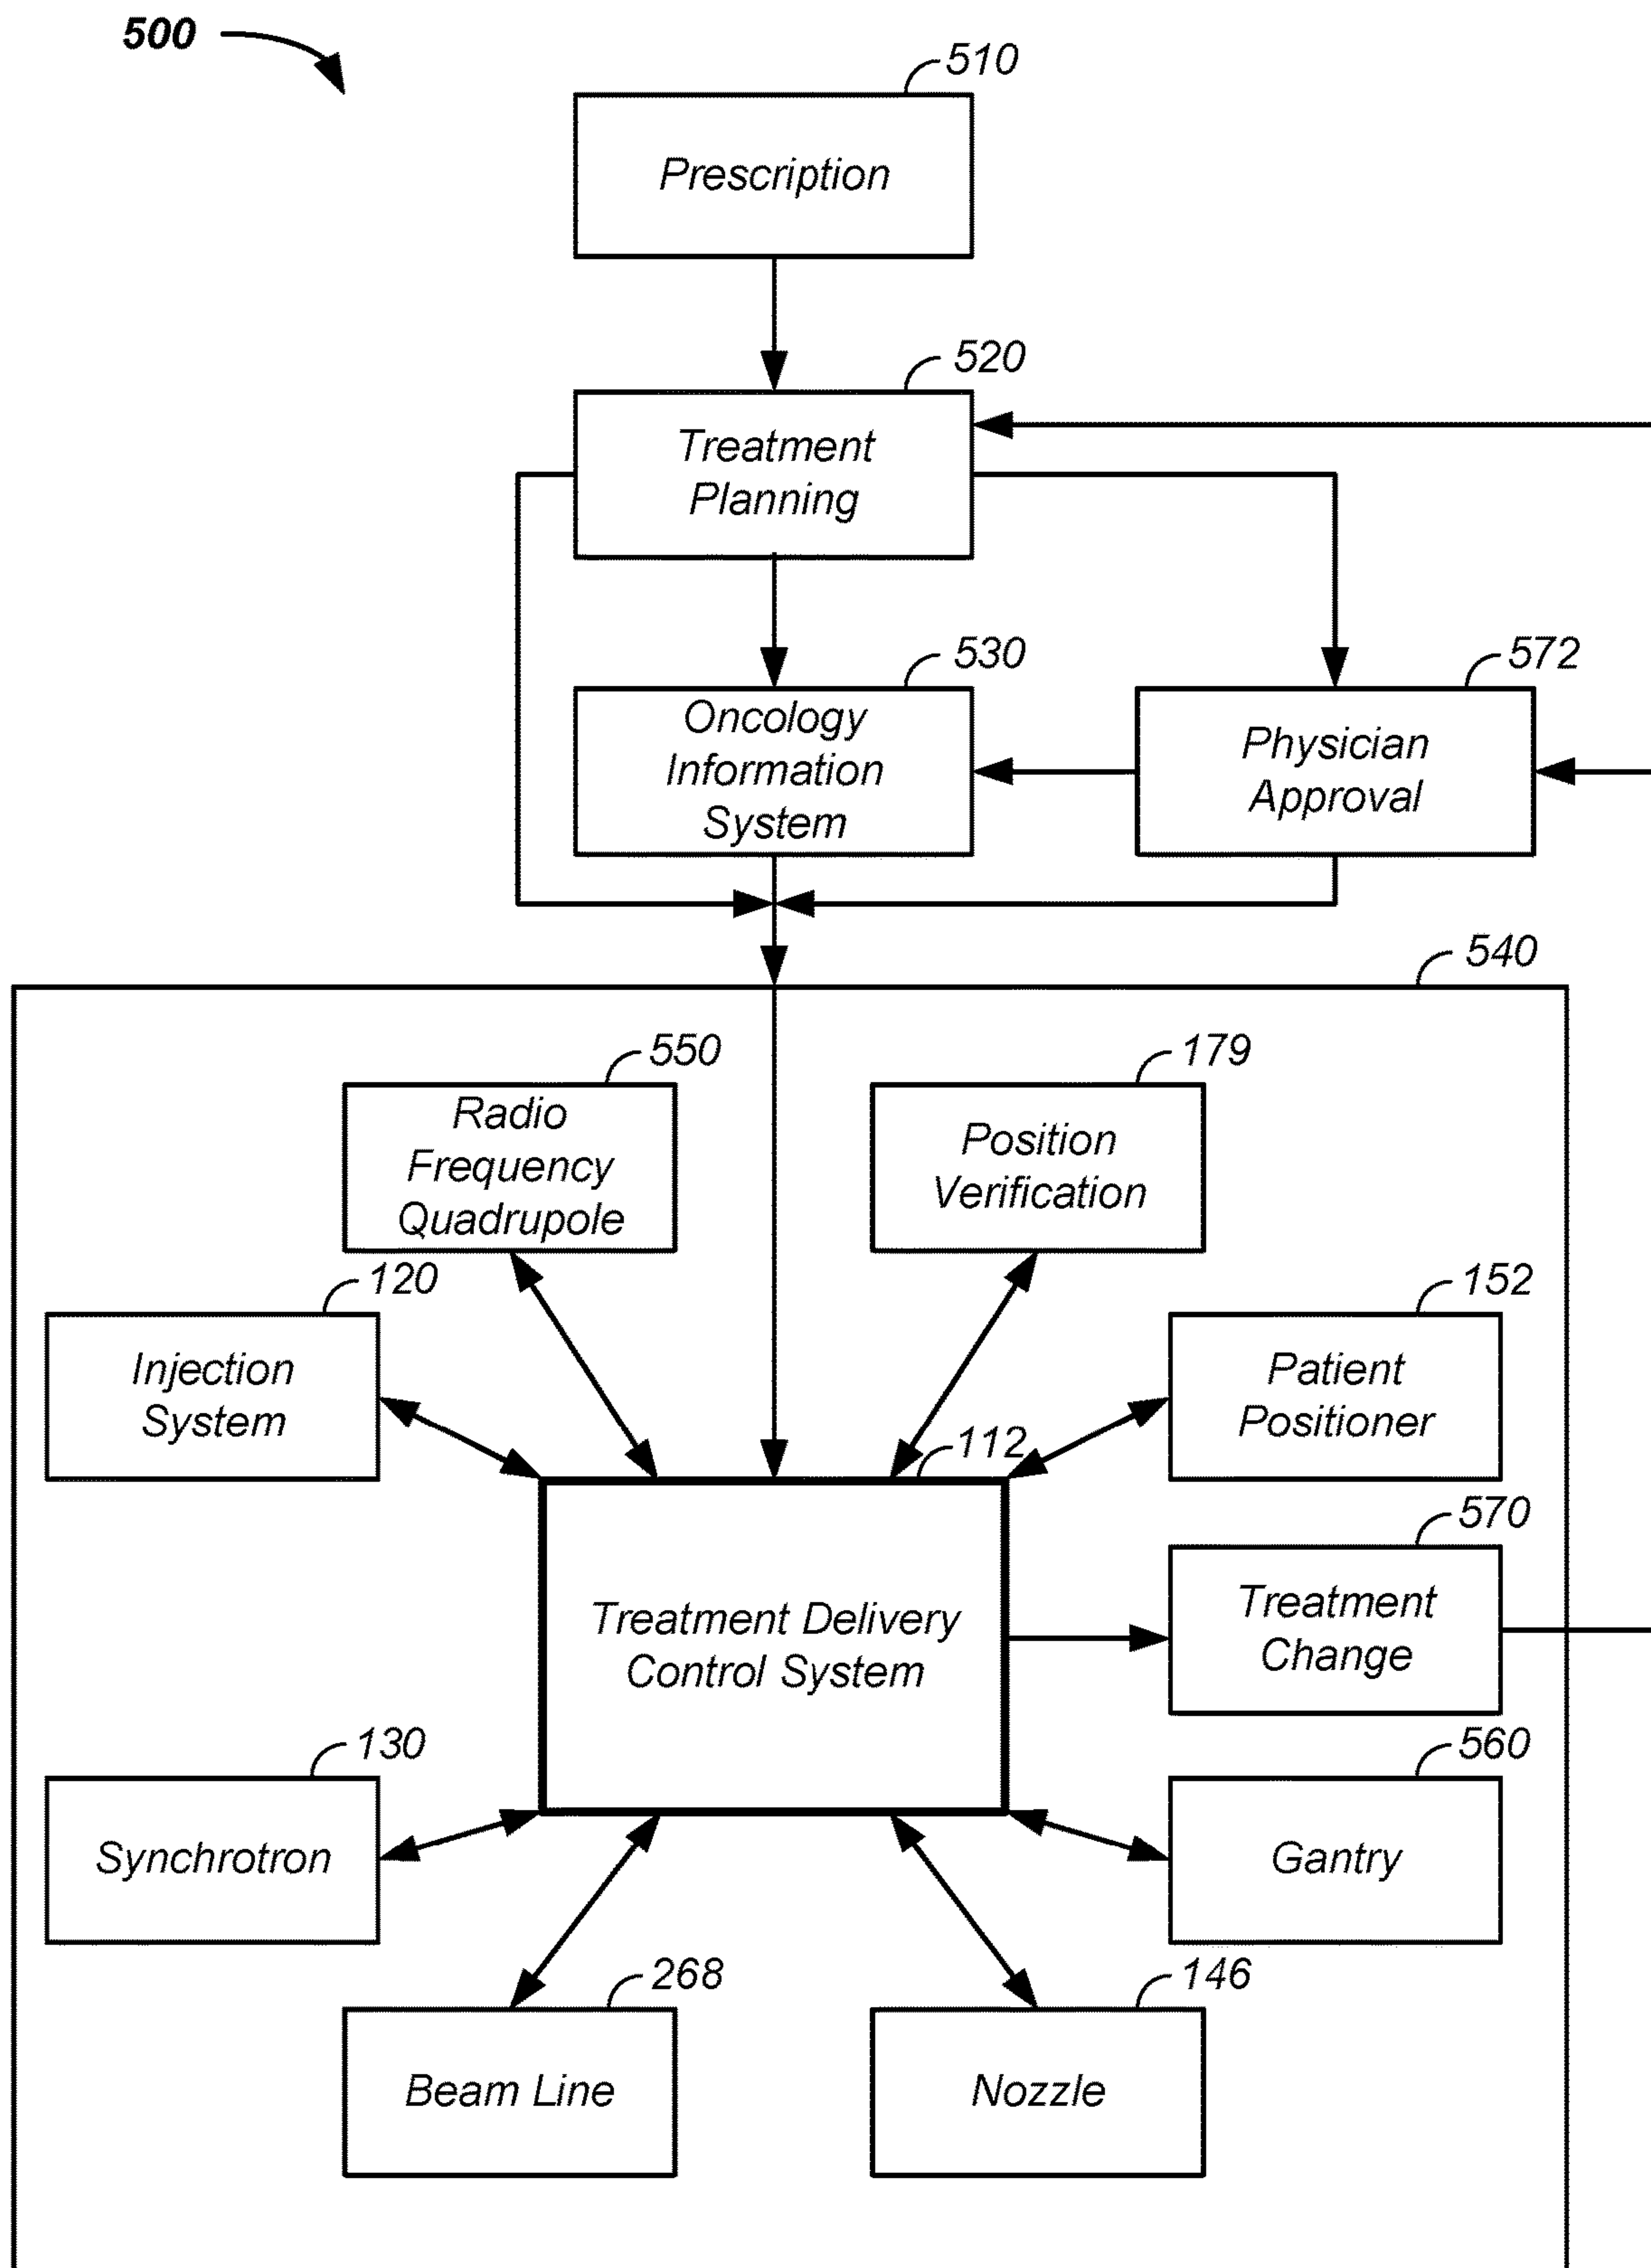 500
510
Prescription
520
Treatment
Planning
530
Oncology
Information
System
572
Physician
Approval
540
550
Radio
Frequency
Quadrupole
179
Position
Verification
120
Injection
System
152
Patient
Positioner
112
Treatment Delivery
Control System
570
Treatment
Change
130
Synchrotron
560
Gantry
268
Beam Line
146
Nozzle